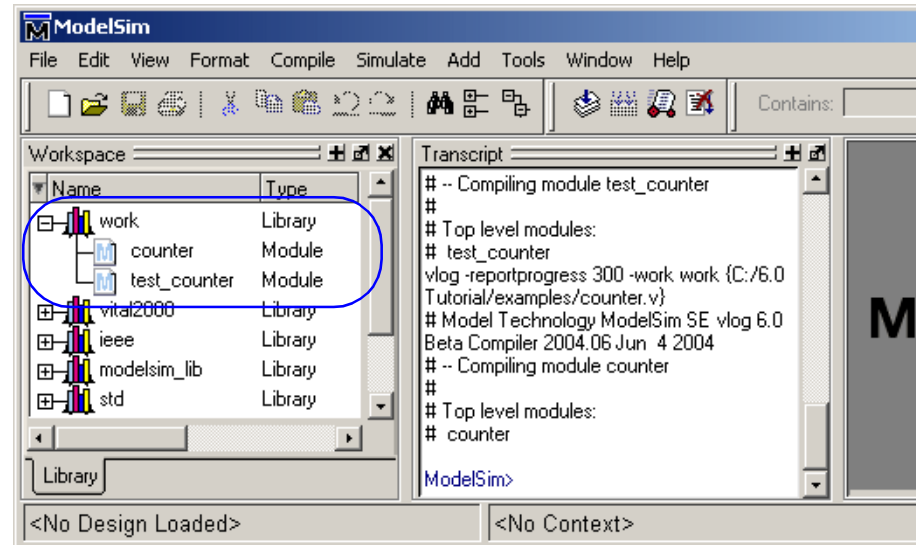 ModelSim
File Edit View Format Compile Simulate Add Tools Window Help
Contains:
Workspace
Name Type
work Library
counter Module
test_counter Module
vital2000 Library
ieee Library
modelsim_lib Library
std Library
Library
Transcript
# -- Compiling module test_counter
#
# Top level modules:
# test_counter
vlog -reportprogress 300 -work work {C:/6.0
Tutorial/examples/counter.v}
# Model Technology ModelSim SE vlog 6.0
Beta Compiler 2004.06 Jun 4 2004
# -- Compiling module counter
#
# Top level modules:
# counter
ModelSim>
M
<No Design Loaded> <No Context>